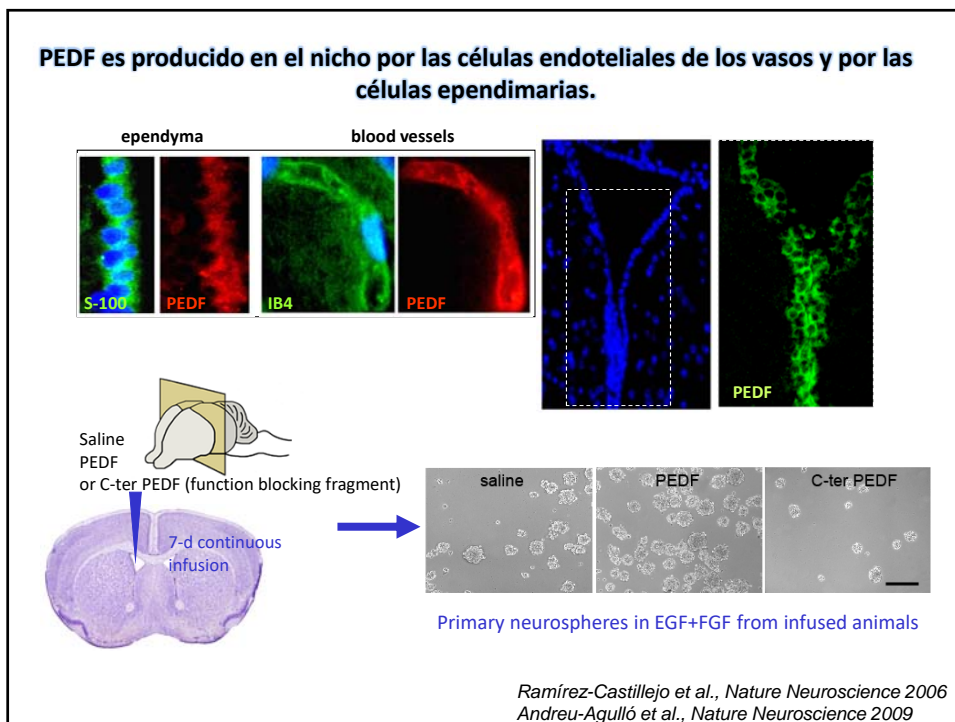 PEDF es producido en el nicho por las células endoteliales de los vasos y por las
células ependimarias.
ependyma
blood vessels
S-100
PEDF
IB4
PEDF
PEDF
Saline
PEDF
or C-ter PEDF (function blocking fragment)
7-d continuous
infusion
saline
PEDF
C-ter PEDF
Primary neurospheres in EGF+FGF from infused animals
Ramírez-Castillejo et al., Nature Neuroscience 2006
Andreu-Agulló et al., Nature Neuroscience 2009